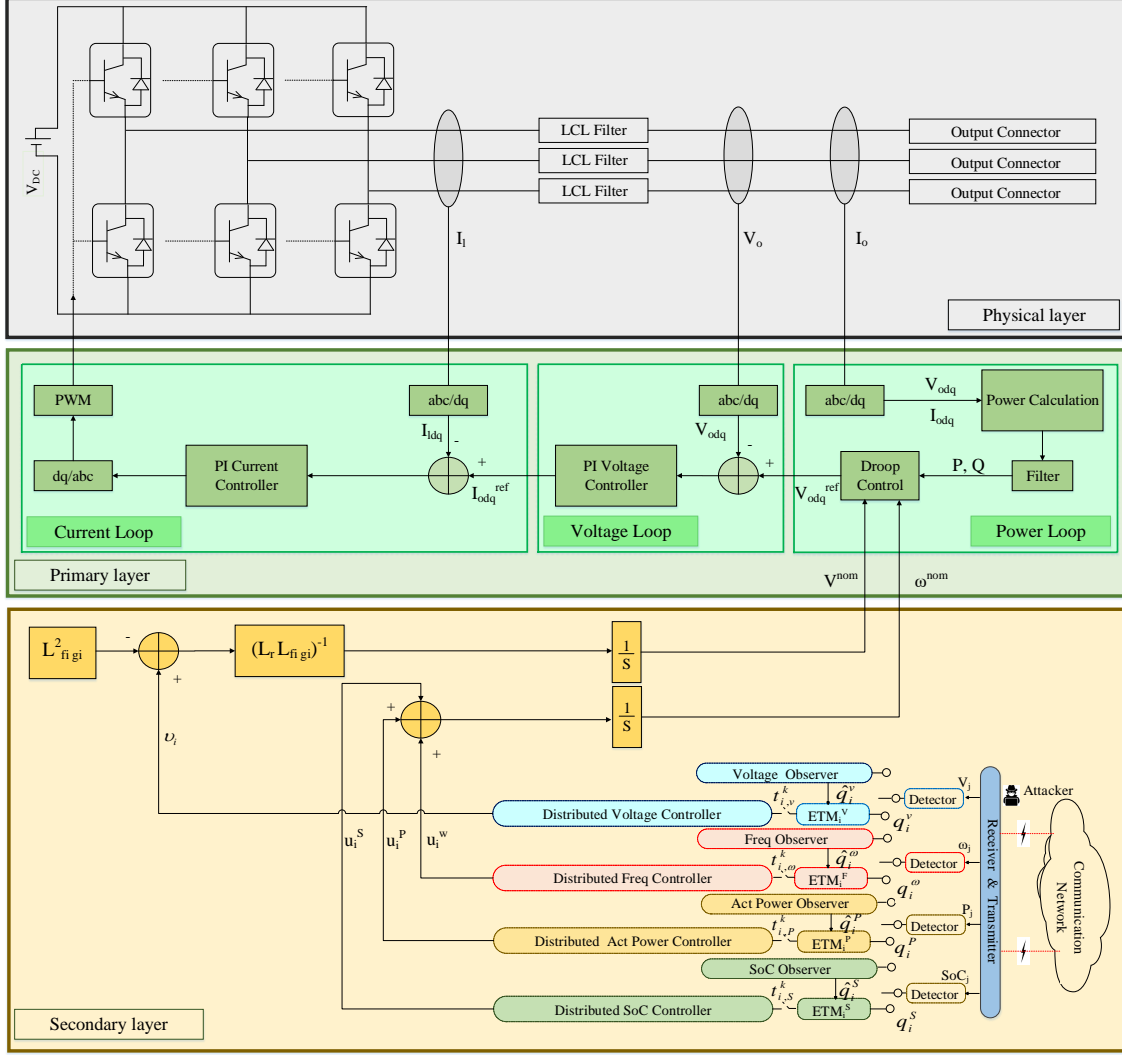 V_DC
LCL Filter
LCL Filter
LCL Filter
Output Connector
Output Connector
Output Connector
I_l
V_o
I_o
Physical layer
PWM
abc/dq
abc/dq
abc/dq
V_odq
I_odq
Power Calculation
I_ldq
-
V_odq
-
dq/abc
PI Current Controller
+
I_odq^ref
PI Voltage Controller
+
V_odq^ref
Droop Control
P, Q
Filter
Current Loop
Voltage Loop
Power Loop
Primary layer
V^nom
ω^nom
L^2_fi gi
-
+
(L_r L_fi gi)^-1
1/S
+
+
1/S
υ_i
u_i^S
u_i^P
u_i^w
Voltage Observer
t_i,v^k
q̂_i^v
V_j
Detector
Attacker
Distributed Voltage Controller
ETM_i^V
q_i^v
Freq Observer
t_i,ω^k
q̂_i^ω
ω_j
Detector
Distributed Freq Controller
ETM_i^F
q_i^ω
Act Power Observer
t_i,P^k
q̂_i^P
P_j
Detector
Distributed Act Power Controller
ETM_i^P
q_i^P
SoC Observer
t_i,S^k
q̂_i^S
SoC_j
Detector
Distributed SoC Controller
ETM_i^S
q_i^S
Receiver & Transmitter
Communication
Network
Secondary layer